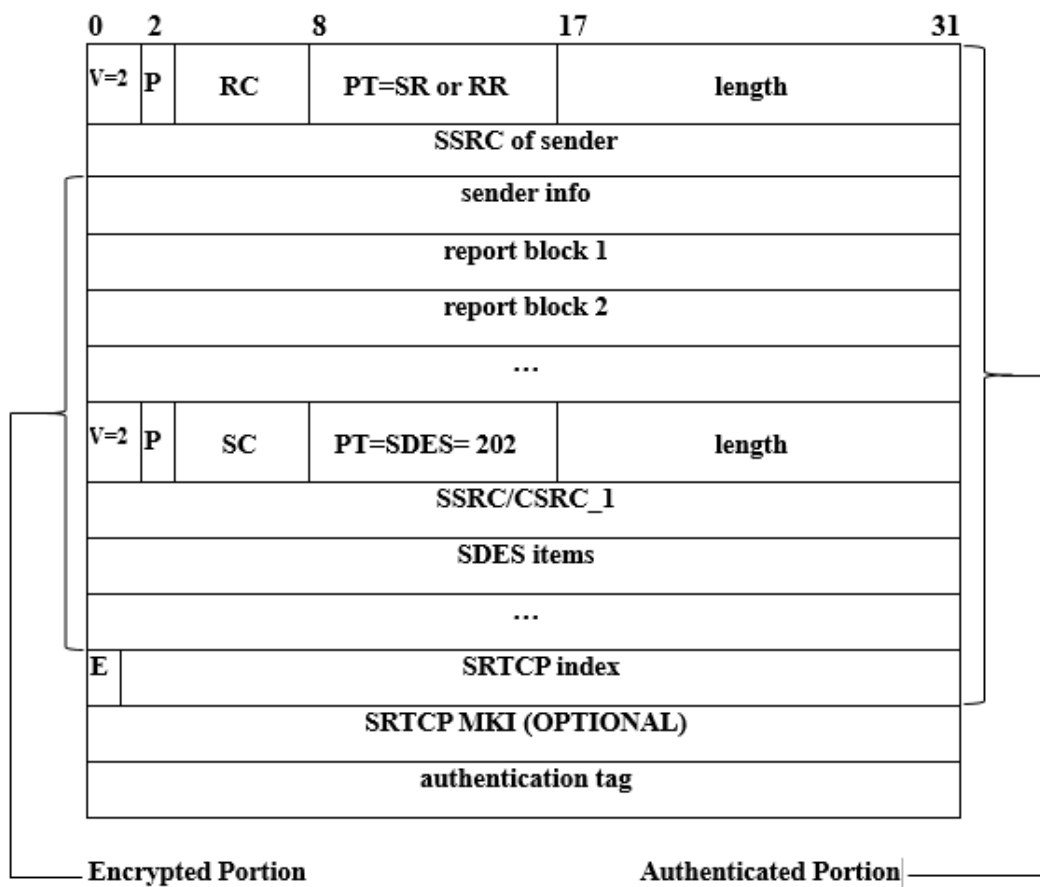 0 2 8 17 31
V=2 P RC PT=SR or RR length
SSRC of sender
sender info
report block 1
report block 2
...
V=2 P SC PT=SDES= 202 length
SSRC/CSRC_1
SDES items
...
E SRTCP index
SRTCP MKI (OPTIONAL)
authentication tag
Encrypted Portion Authenticated Portion